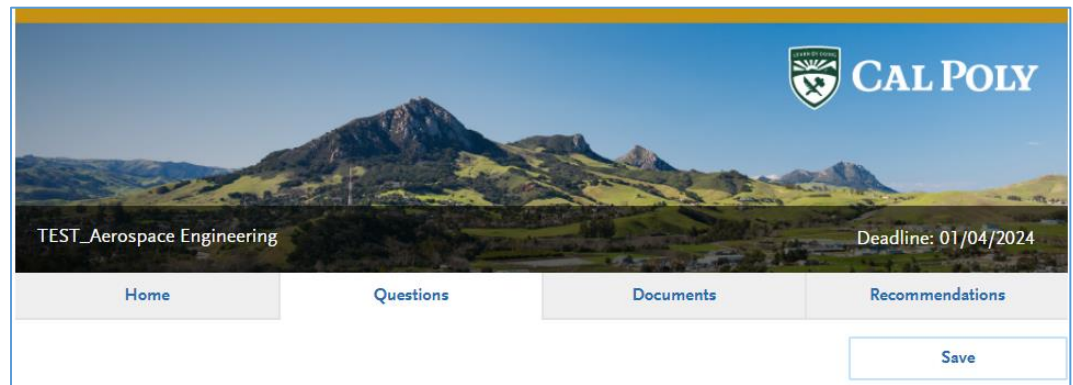 CAL POLY
TEST_Aerospace Engineering
Deadline: 01/04/2024
Home
Questions
Documents
Recommendations
Save